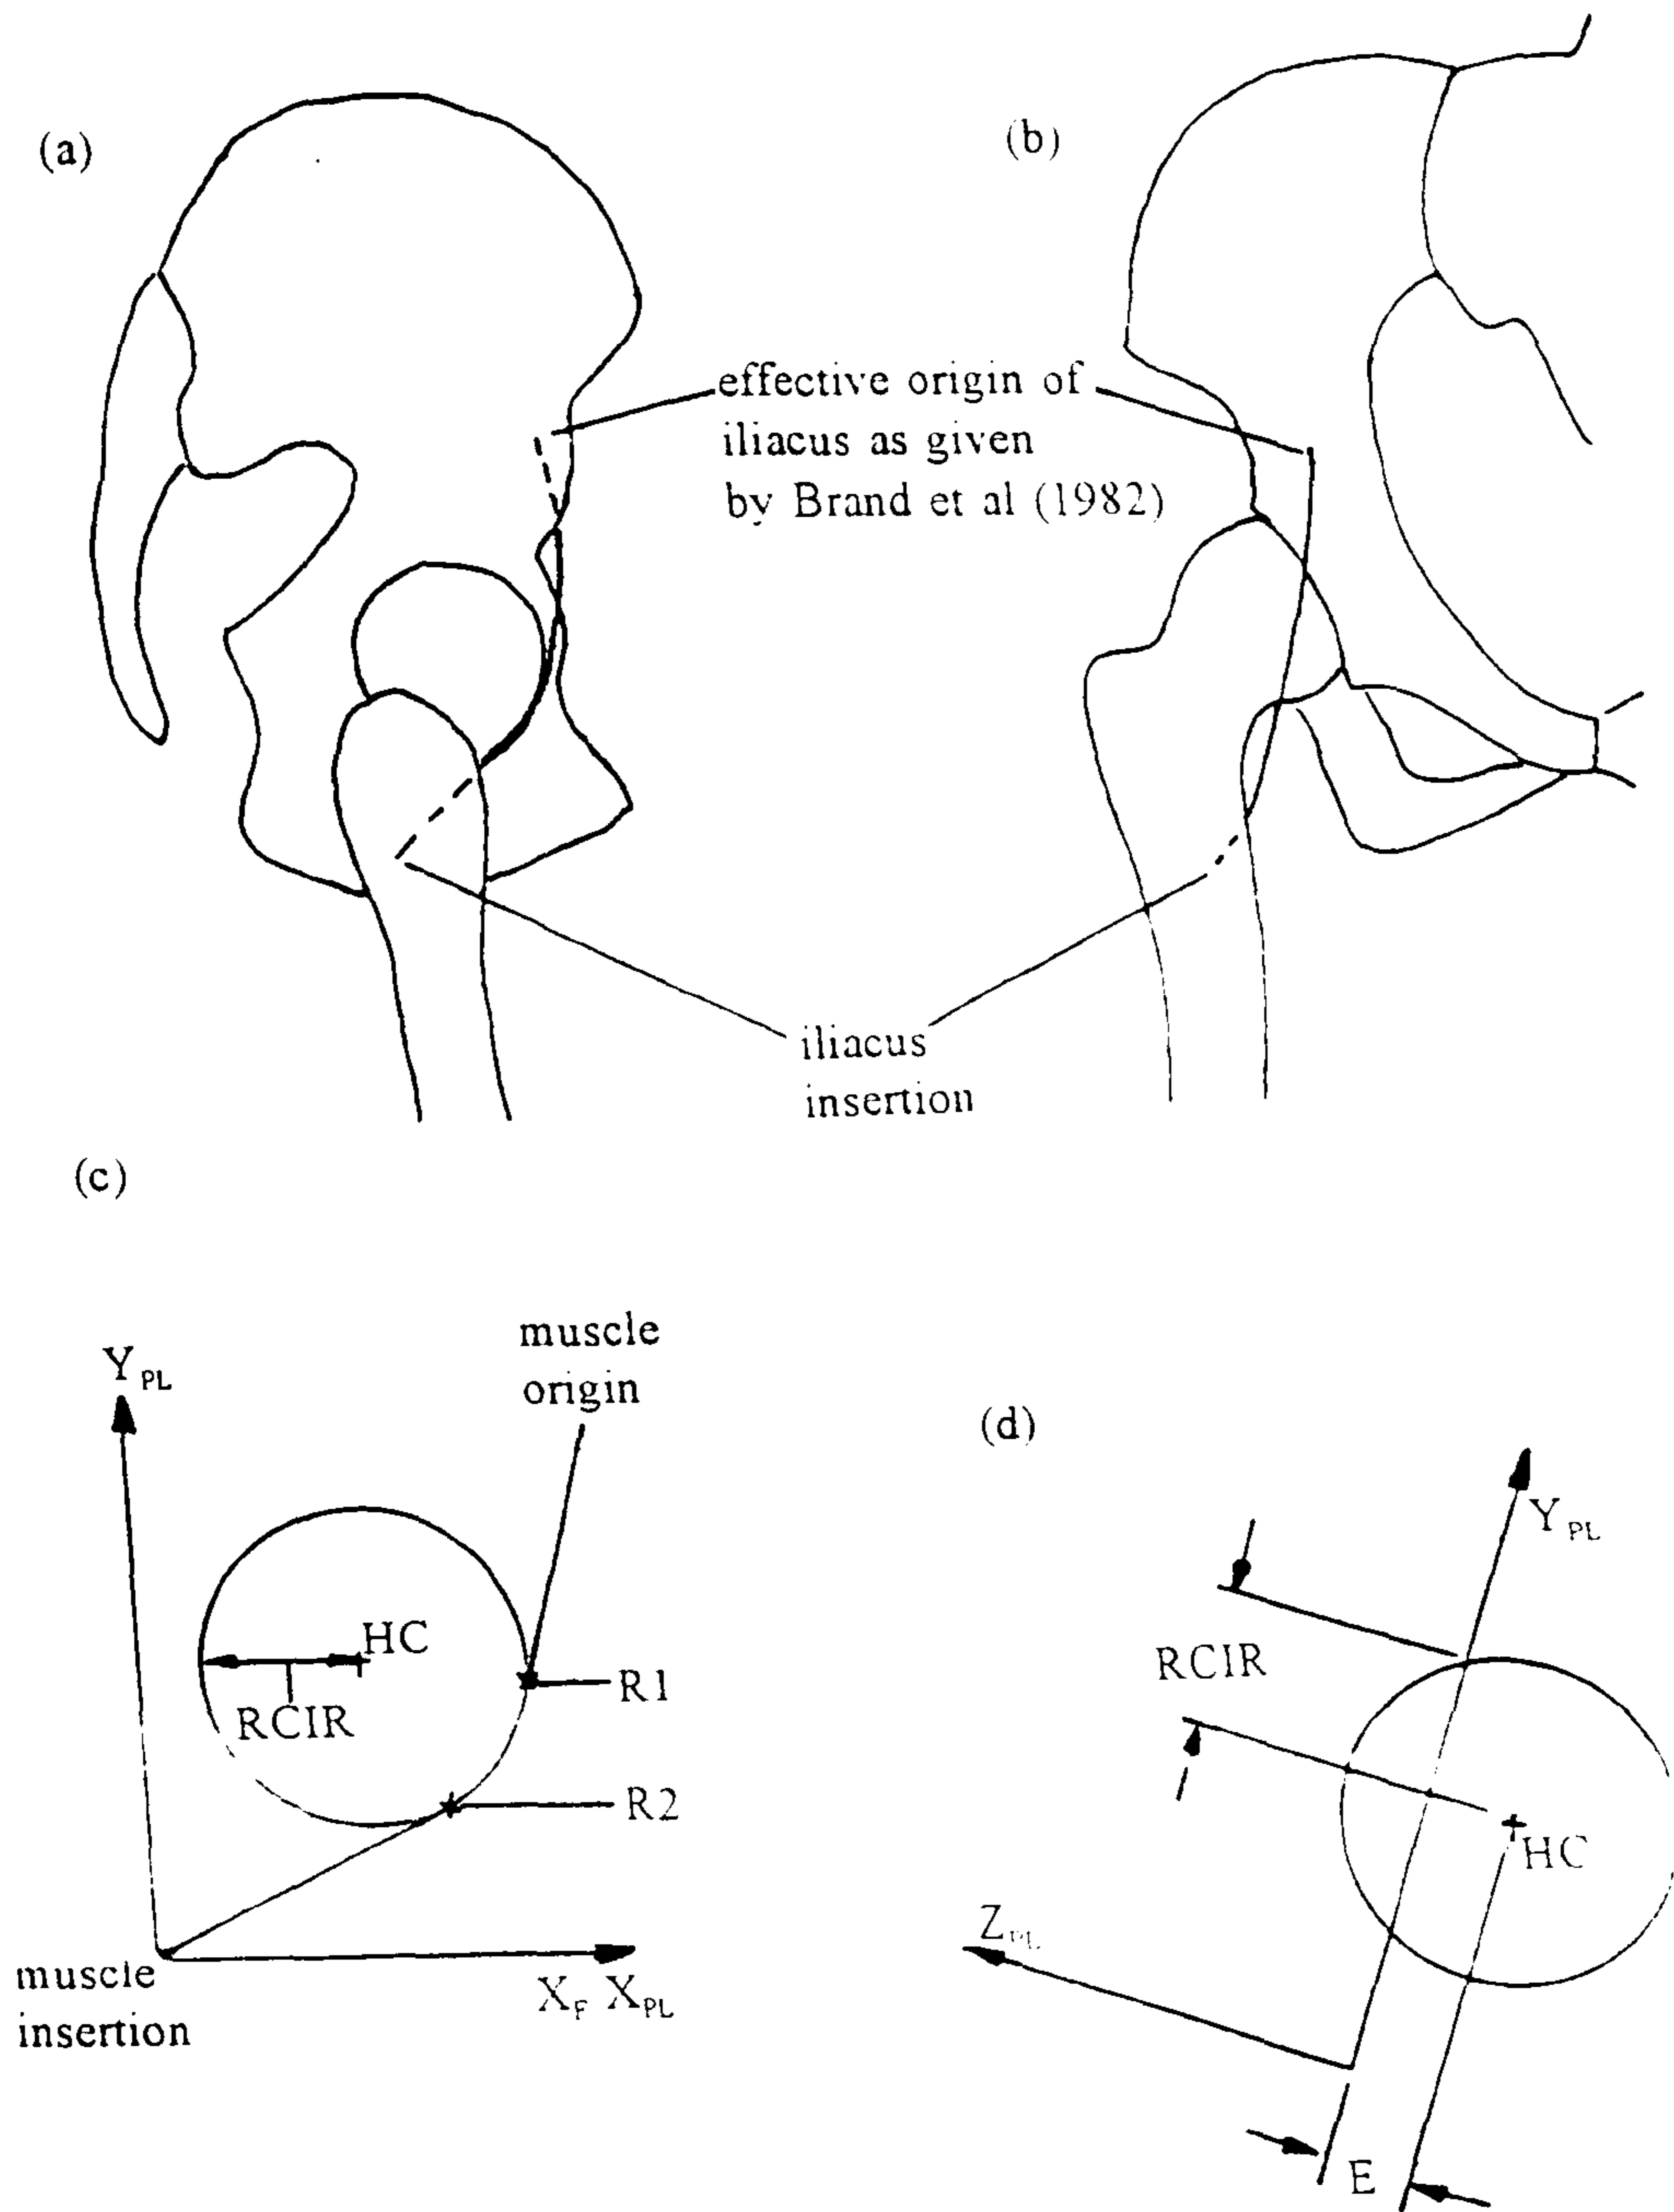 (a)
(b)
effective origin of
iliacus as given
by Brand et al (1982)
iliacus
insertion
(c)
muscle
origin
Y PL
HC
RCIR
R1
R2
muscle
insertion
X F X PL
(d)
Y PL
RCIR
HC
Z PL
E